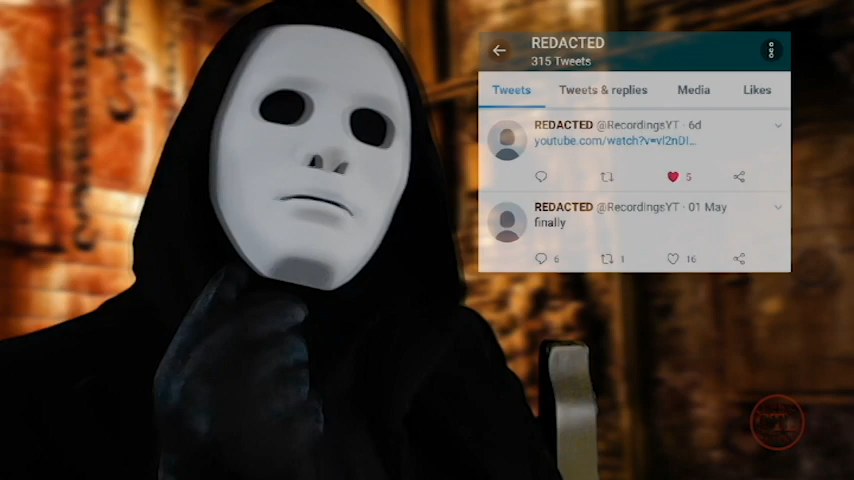 REDACTED
315 Tweets
Tweets Tweets & replies Media Likes
REDACTED @RecordingsYT · 6d
youtube.com/watch?v=vl2nDl...
5
REDACTED @RecordingsYT · 01 May
finally
6 1 16